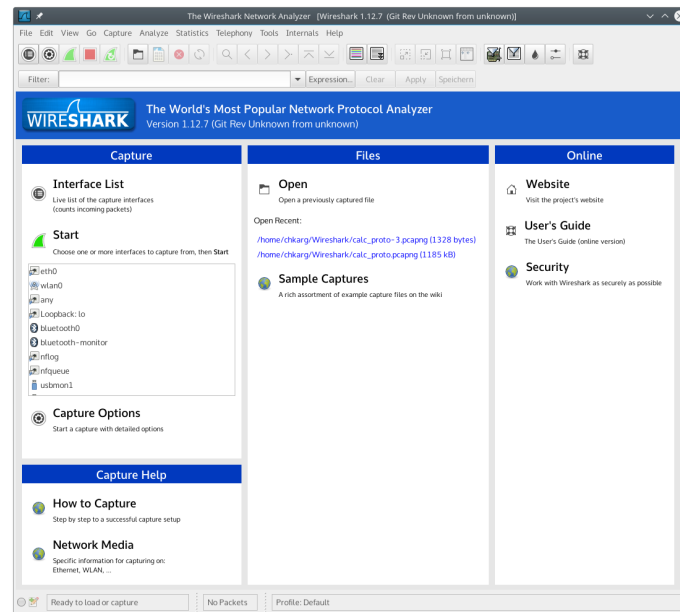 The Wireshark Network Analyzer [Wireshark 1.12.7 (Git Rev Unknown from unknown)]
File Edit View Go Capture Analyze Statistics Telephony Tools Internals Help
Filter: Expression... Clear Apply Speichern
WIRESHARK
The World's Most Popular Network Protocol Analyzer
Version 1.12.7 (Git Rev Unknown from unknown)
Capture
Interface List
Live list of the capture interfaces
(counts incoming packets)
Start
Choose one or more interfaces to capture from, then Start
eth0
wlan0
any
Loopback: lo
bluetooth0
bluetooth-monitor
nflog
nfqueue
usbmon1
Capture Options
Start a capture with detailed options
Capture Help
How to Capture
Step by step to a successful capture setup
Network Media
Specific information for capturing on:
Ethernet, WLAN, ...
Files
Open
Open a previously captured file
Open Recent:
/home/chkarg/Wireshark/calc_proto-3.pcapng (1328 bytes)
/home/chkarg/Wireshark/calc_proto.pcapng (1185 kB)
Sample Captures
A rich assortment of example capture files on the wiki
Online
Website
Visit the project's website
User's Guide
The User's Guide (online version)
Security
Work with Wireshark as securely as possible
Ready to load or capture
No Packets
Profile: Default